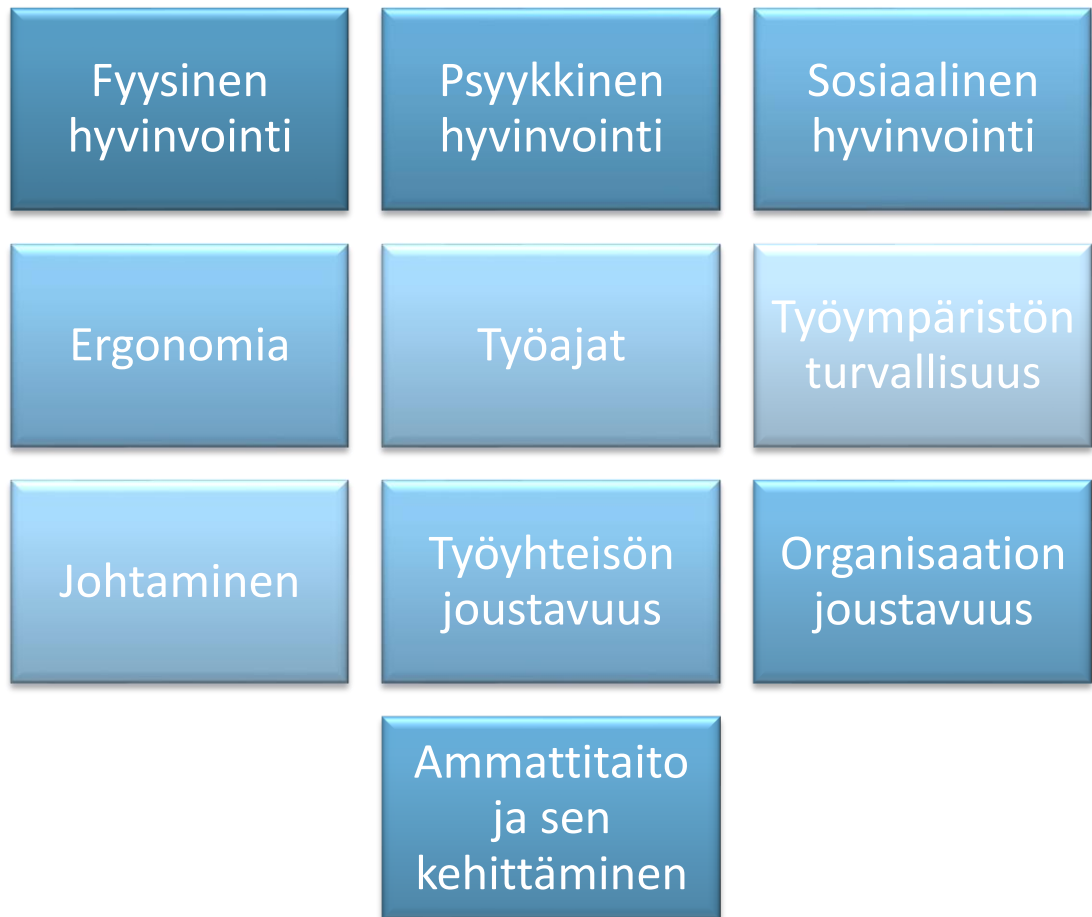 Fyysinen
hyvinvointi
Psyykkinen
hyvinvointi
Sosiaalinen
hyvinvointi
Ergonomia
Työajat
Työympäristön
turvallisuus
Johtaminen
Työyhteisön
joustavuus
Organisaation
joustavuus
Ammattitaito
ja sen
kehittäminen